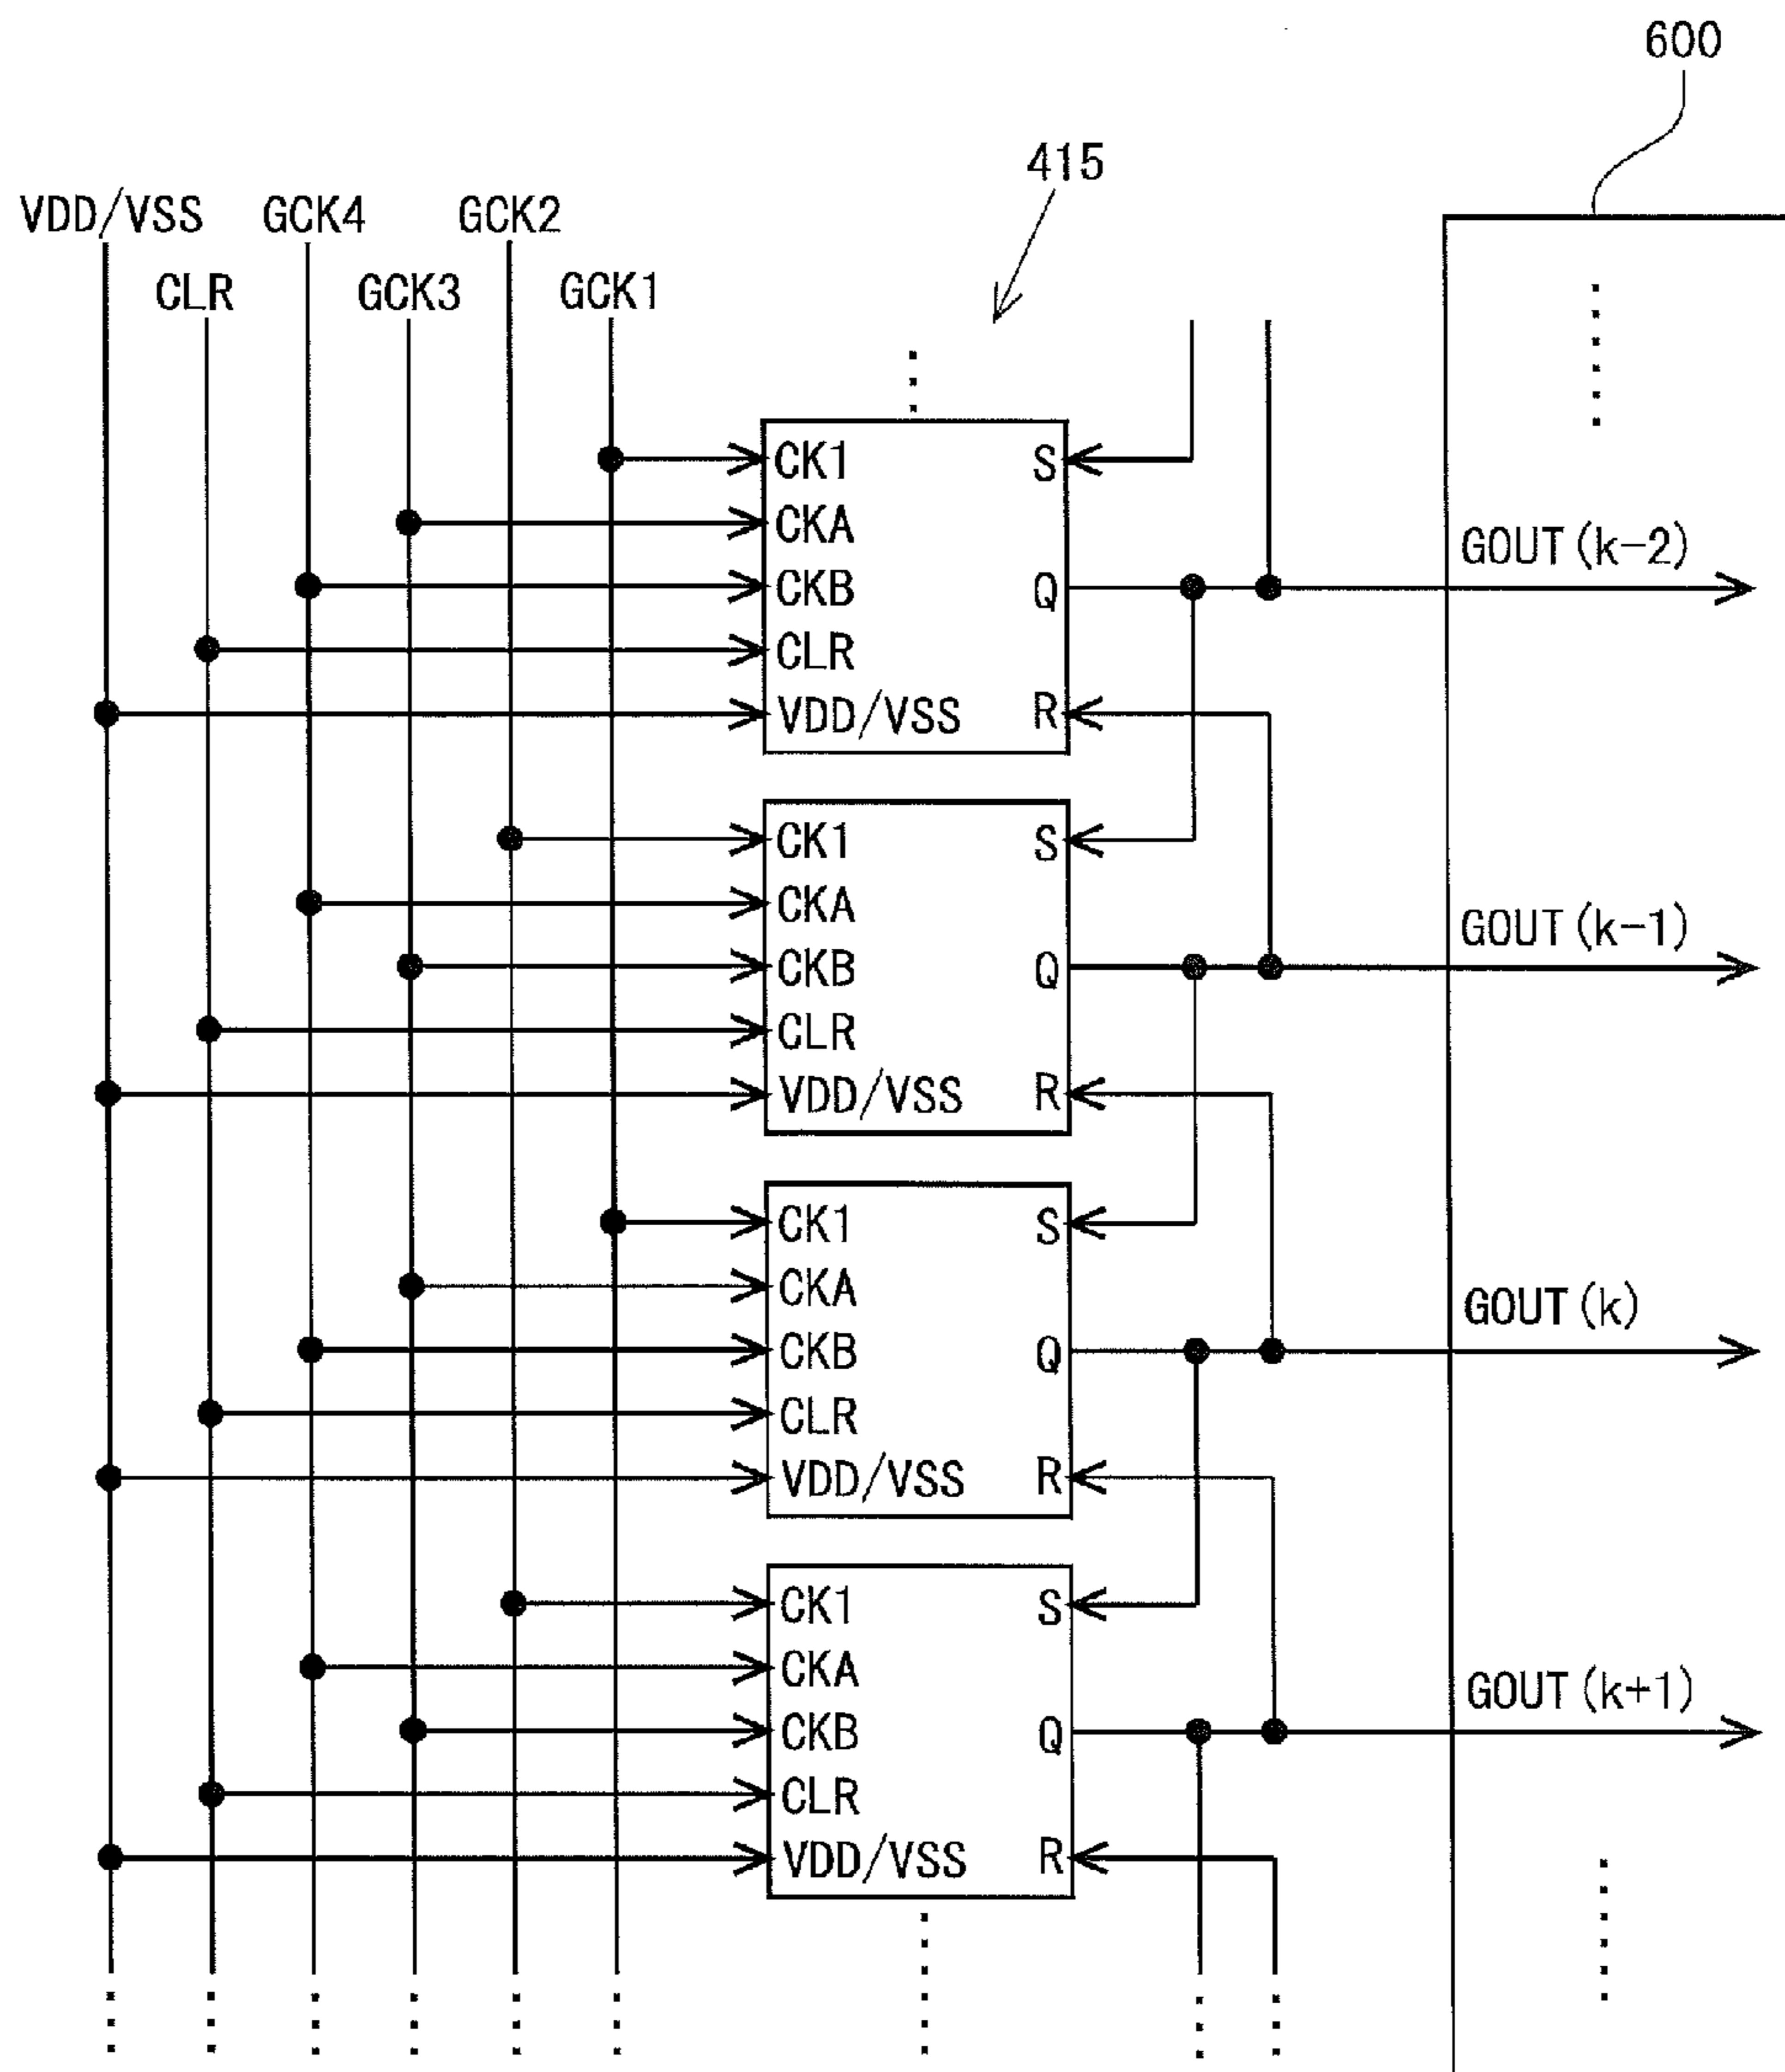 600
415
VDD/VSS GCK4 GCK2
CLR GCK3 GCK1
CK1 S
CKA
GOUT(k-2)
CKB Q
CLR
VDD/VSS R
CK1 S
CKA
GOUT(k-1)
CKB Q
CLR
VDD/VSS R
CK1 S
CKA
GOUT(k)
CKB Q
CLR
VDD/VSS R
CK1 S
CKA
GOUT(k+1)
CKB Q
CLR
VDD/VSS R